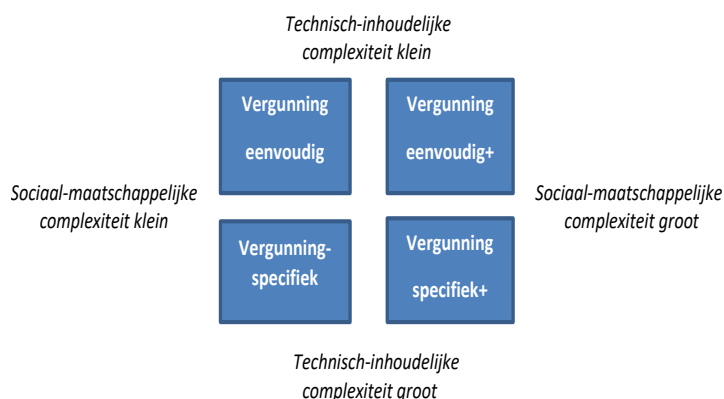 Technisch-inhoudelijke
complexiteit klein
Vergunning
eenvoudig
Vergunning
eenvoudig+
Sociaal-maatschappelijke
complexiteit klein
Sociaal-maatschappelijke
complexiteit groot
Vergunning-
specifiek
Vergunning
specifiek+
Technisch-inhoudelijke
complexiteit groot